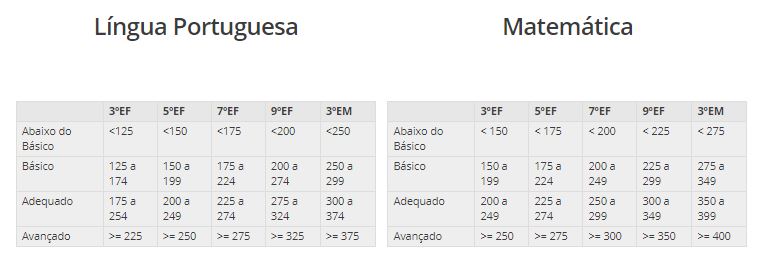 Língua Portuguesa
3ºEF 5ºEF 7ºEF 9ºEF 3ºEM
Abaixo do Básico <125 <150 <175 <200 <250
Básico 125 a 174 150 a 199 175 a 224 200 a 274 250 a 299
Adequado 175 a 254 200 a 249 225 a 274 275 a 324 300 a 374
Avançado >= 225 >= 250 >= 275 >= 325 >= 375
Matemática
3ºEF 5ºEF 7ºEF 9ºEF 3ºEM
Abaixo do Básico < 150 < 175 < 200 < 225 < 275
Básico 150 a 199 175 a 224 200 a 249 225 a 299 275 a 349
Adequado 200 a 249 225 a 274 250 a 299 300 a 349 350 a 399
Avançado >= 250 >= 275 >= 300 >= 350 >= 400